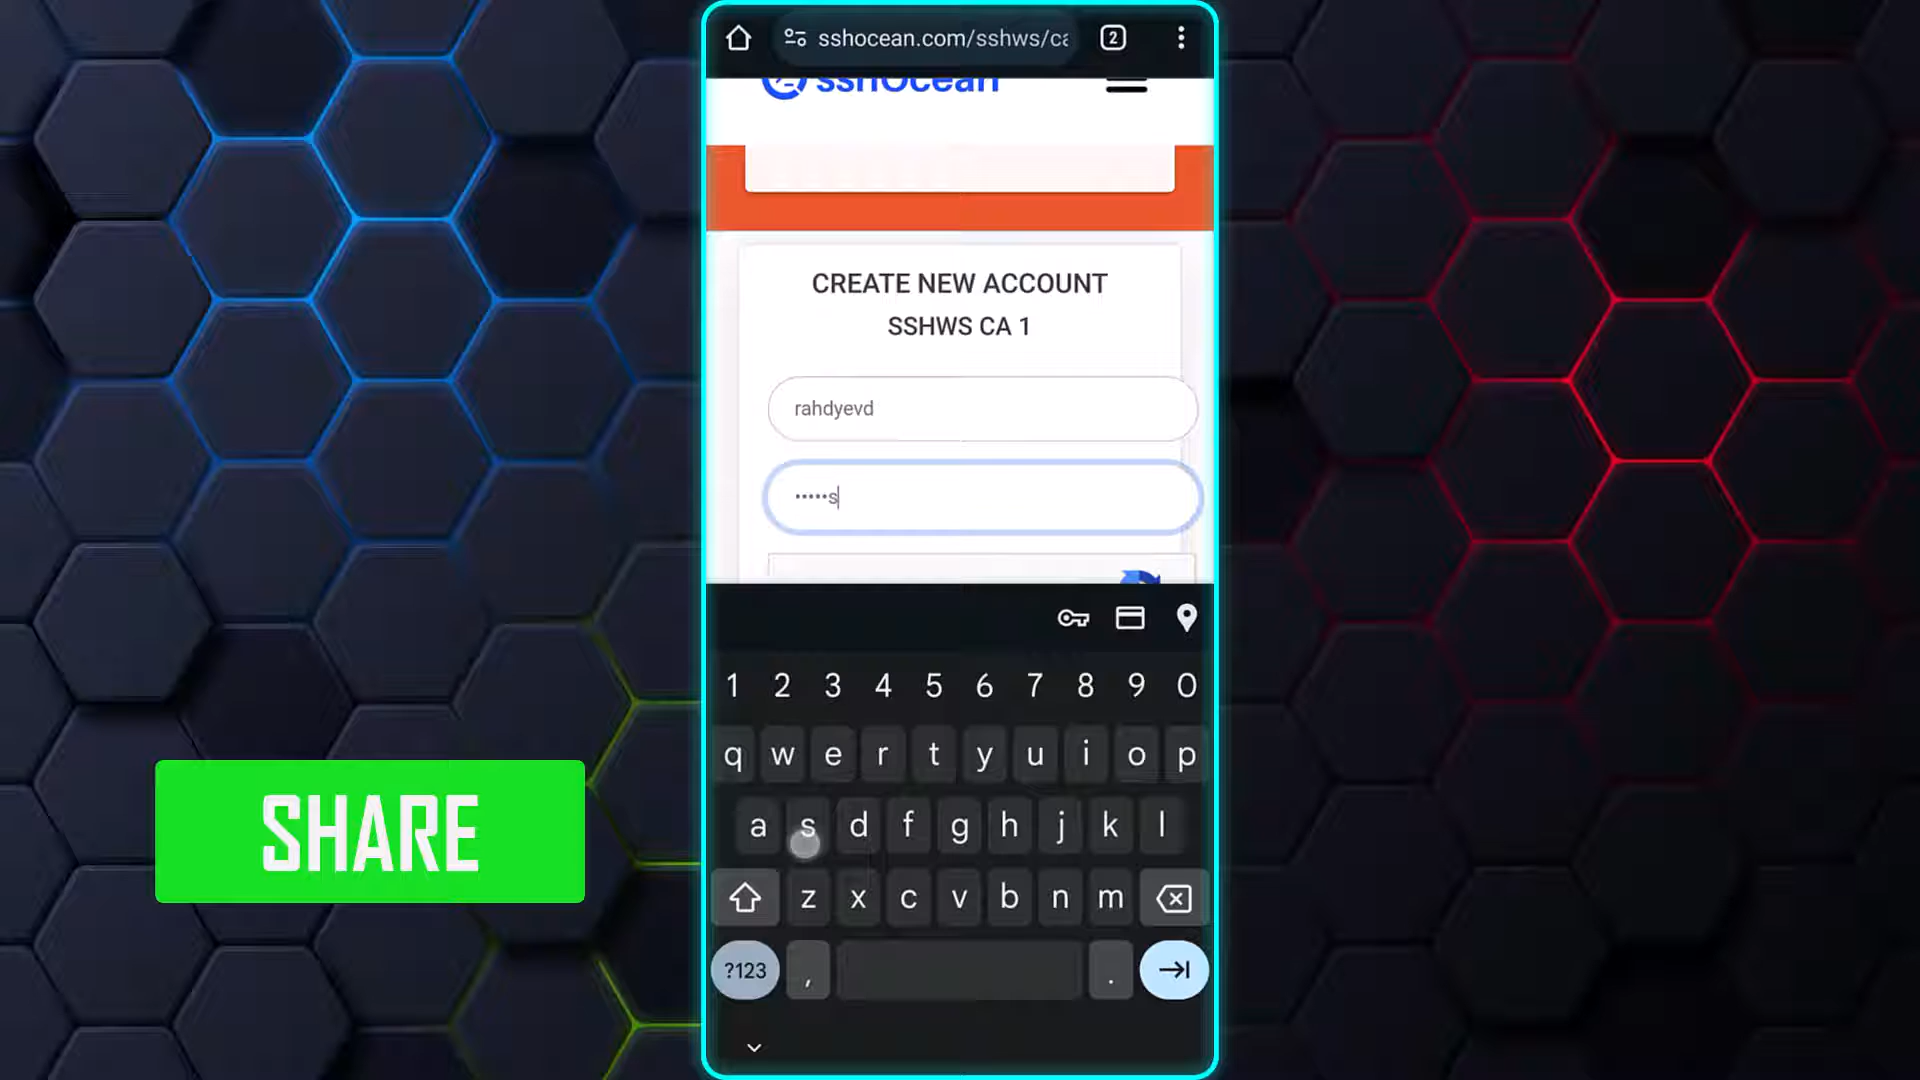 2
sshocean.com/sshws/ca
sshOcean
CREATE NEW ACCOUNT
SSHWS CA 1
rahdyevd
•••••s
1 2 3 4 5 6 7 8 9 0
q w e r t y u i o p
a s d f g h j k l
z x c v b n m
?123 , .
SHARE